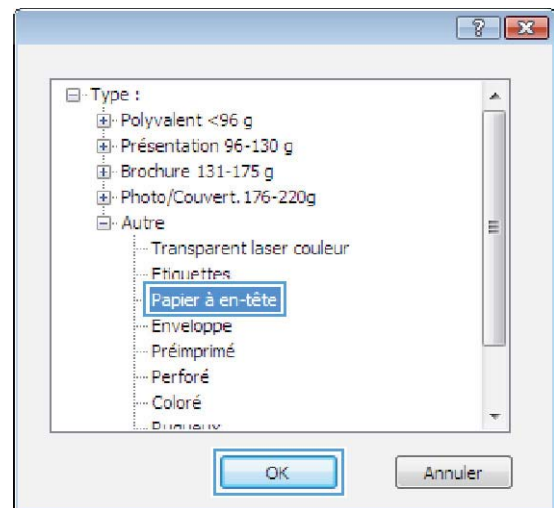 ?
Type :
Polyvalent <96 g
Présentation 96-130 g
Brochure 131-175 g
Photo/Couvert. 176-220g
Autre
Transparent laser couleur
Etiquettes
Papier à en-tête
Enveloppe
Préimprimé
Perforé
Coloré
OK
Annuler